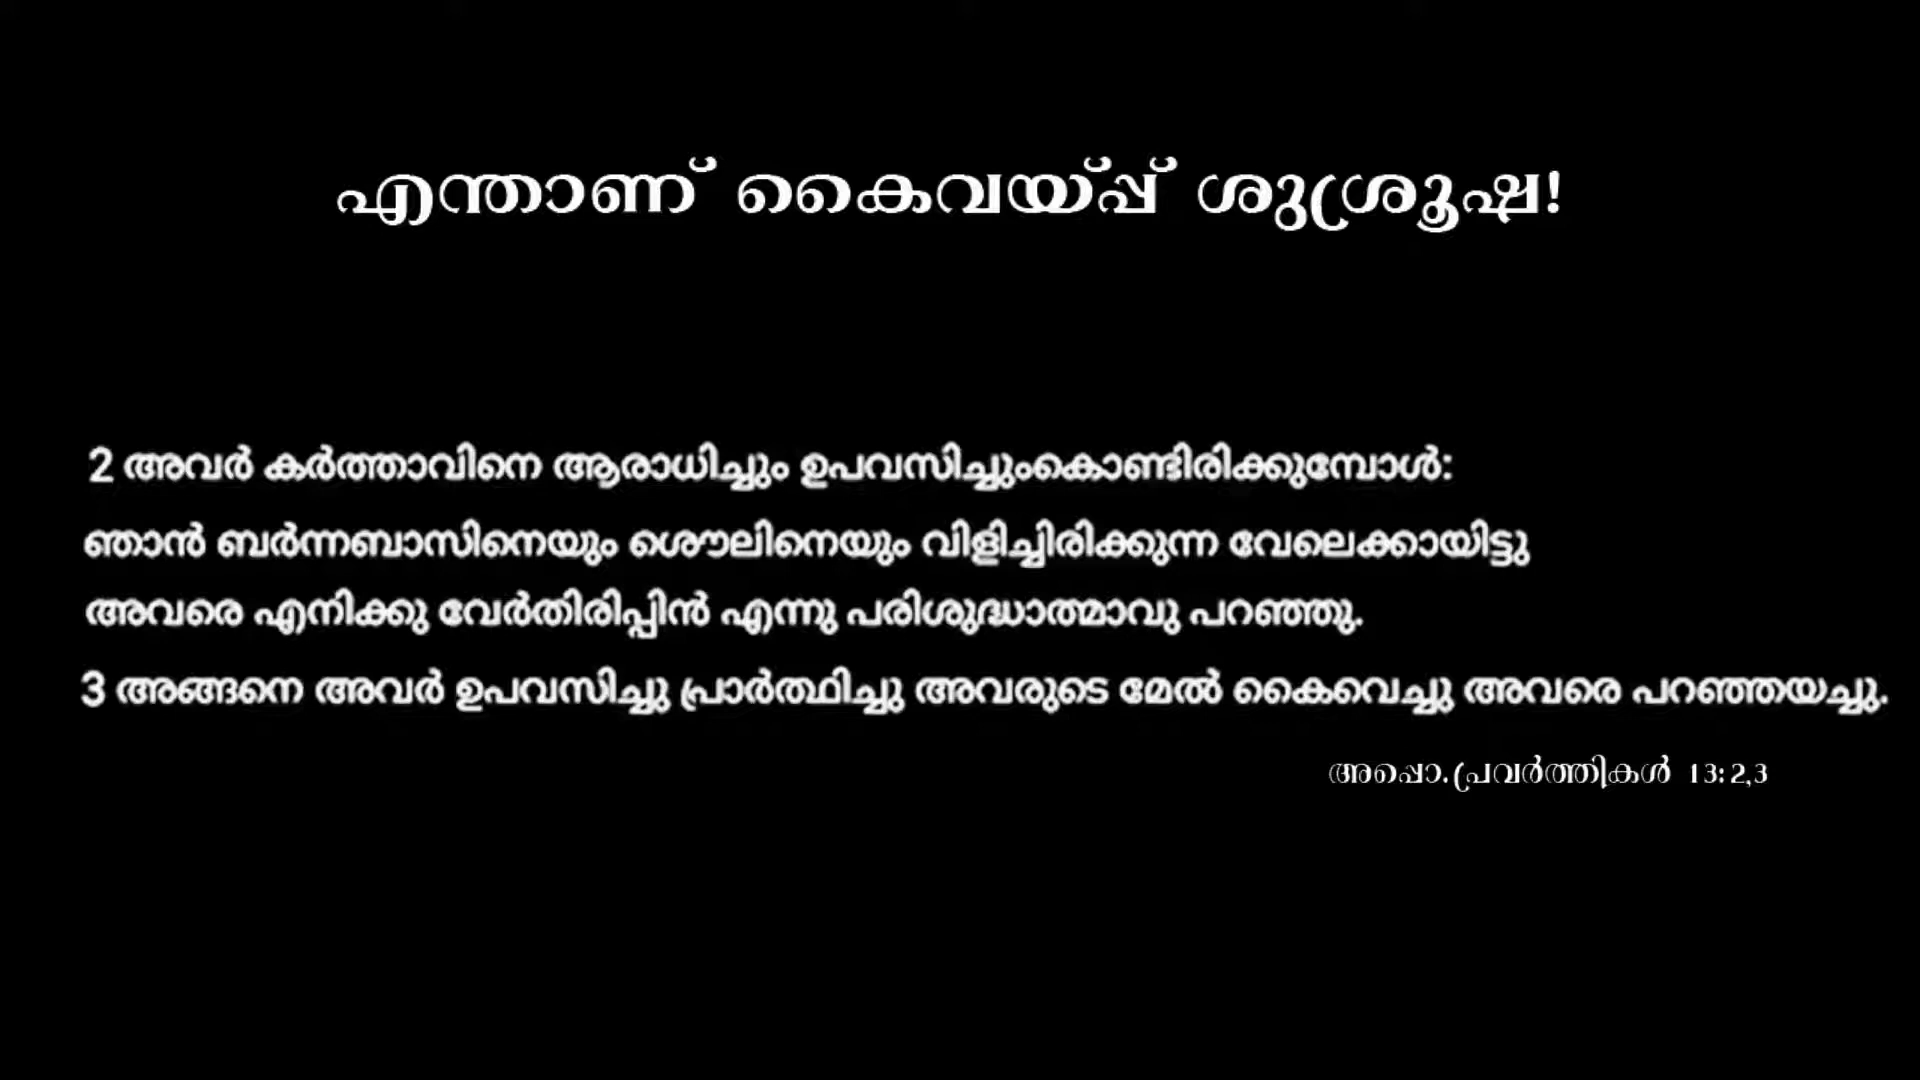 എന്താണ് കൈവയ്പ്പ് ശുശ്രൂഷ!
2 അവർ കർത്താവിനെ ആരാധിച്ചും ഉപവസിച്ചുംകൊണ്ടിരിക്കുമ്പോൾ:
ഞാൻ ബർന്നബാസിനെയും ശൌലിനെയും വിളിച്ചിരിക്കുന്ന വേലെക്കായിട്ടു
അവരെ എനിക്കു വേർതിരിപ്പിൻ എന്നു പരിശുദ്ധാത്മാവു പറഞ്ഞു.
3 അങ്ങനെ അവർ ഉപവസിച്ചു പ്രാർത്ഥിച്ചു അവരുടെ മേൽ കൈവെച്ചു അവരെ പറഞ്ഞയച്ചു.
അപ്പൊ.പ്രവർത്തികൾ 13:2,3